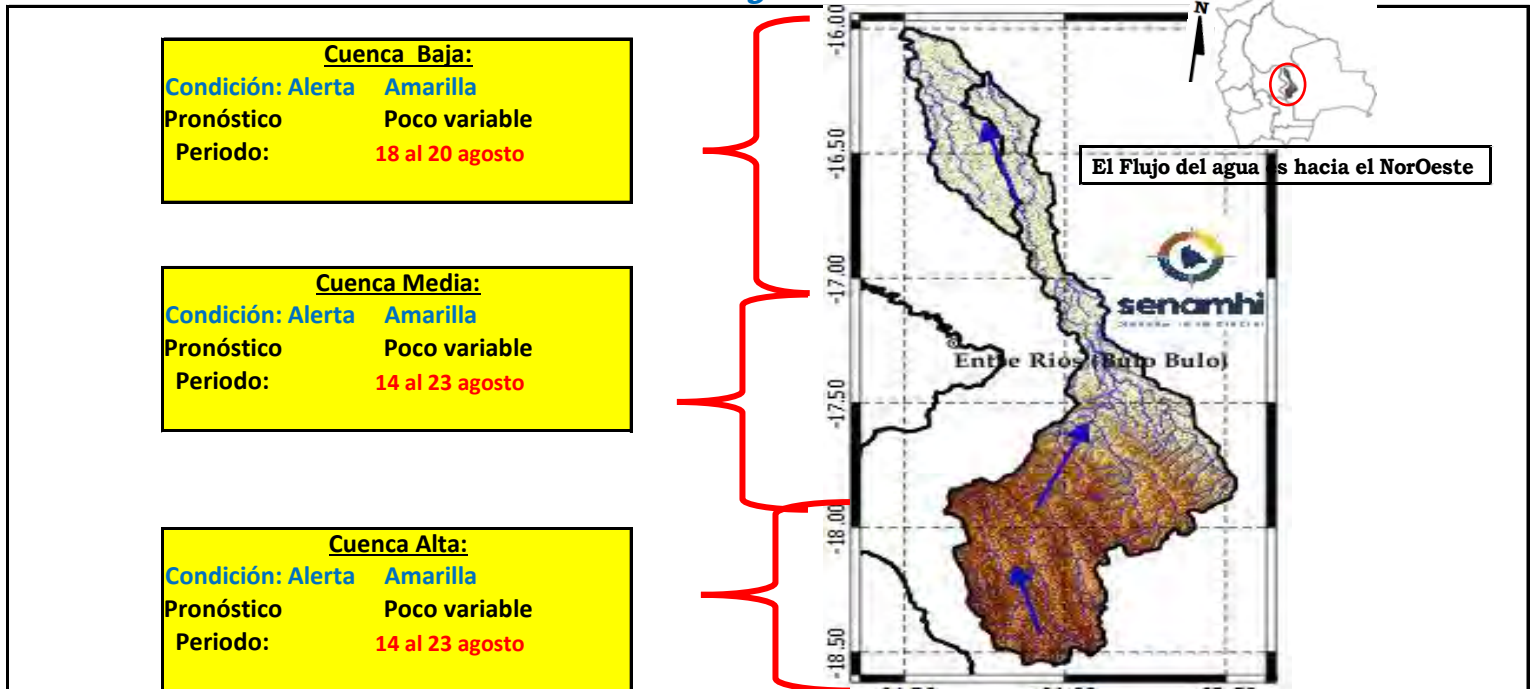 Cuenca Baja:
Condición: Alerta Amarilla
Pronóstico Poco variable
Periodo: 18 al 20 agosto
Cuenca Media:
Condición: Alerta Amarilla
Pronóstico Poco variable
Periodo: 14 al 23 agosto
Cuenca Alta:
Condición: Alerta Amarilla
Pronóstico Poco variable
Periodo: 14 al 23 agosto
N
El Flujo del agua es hacia el NorOeste
senamhi
Entre Rios (Bulo Bulo)
-16.00
-16.50
-17.00
-17.50
-18.00
-18.50